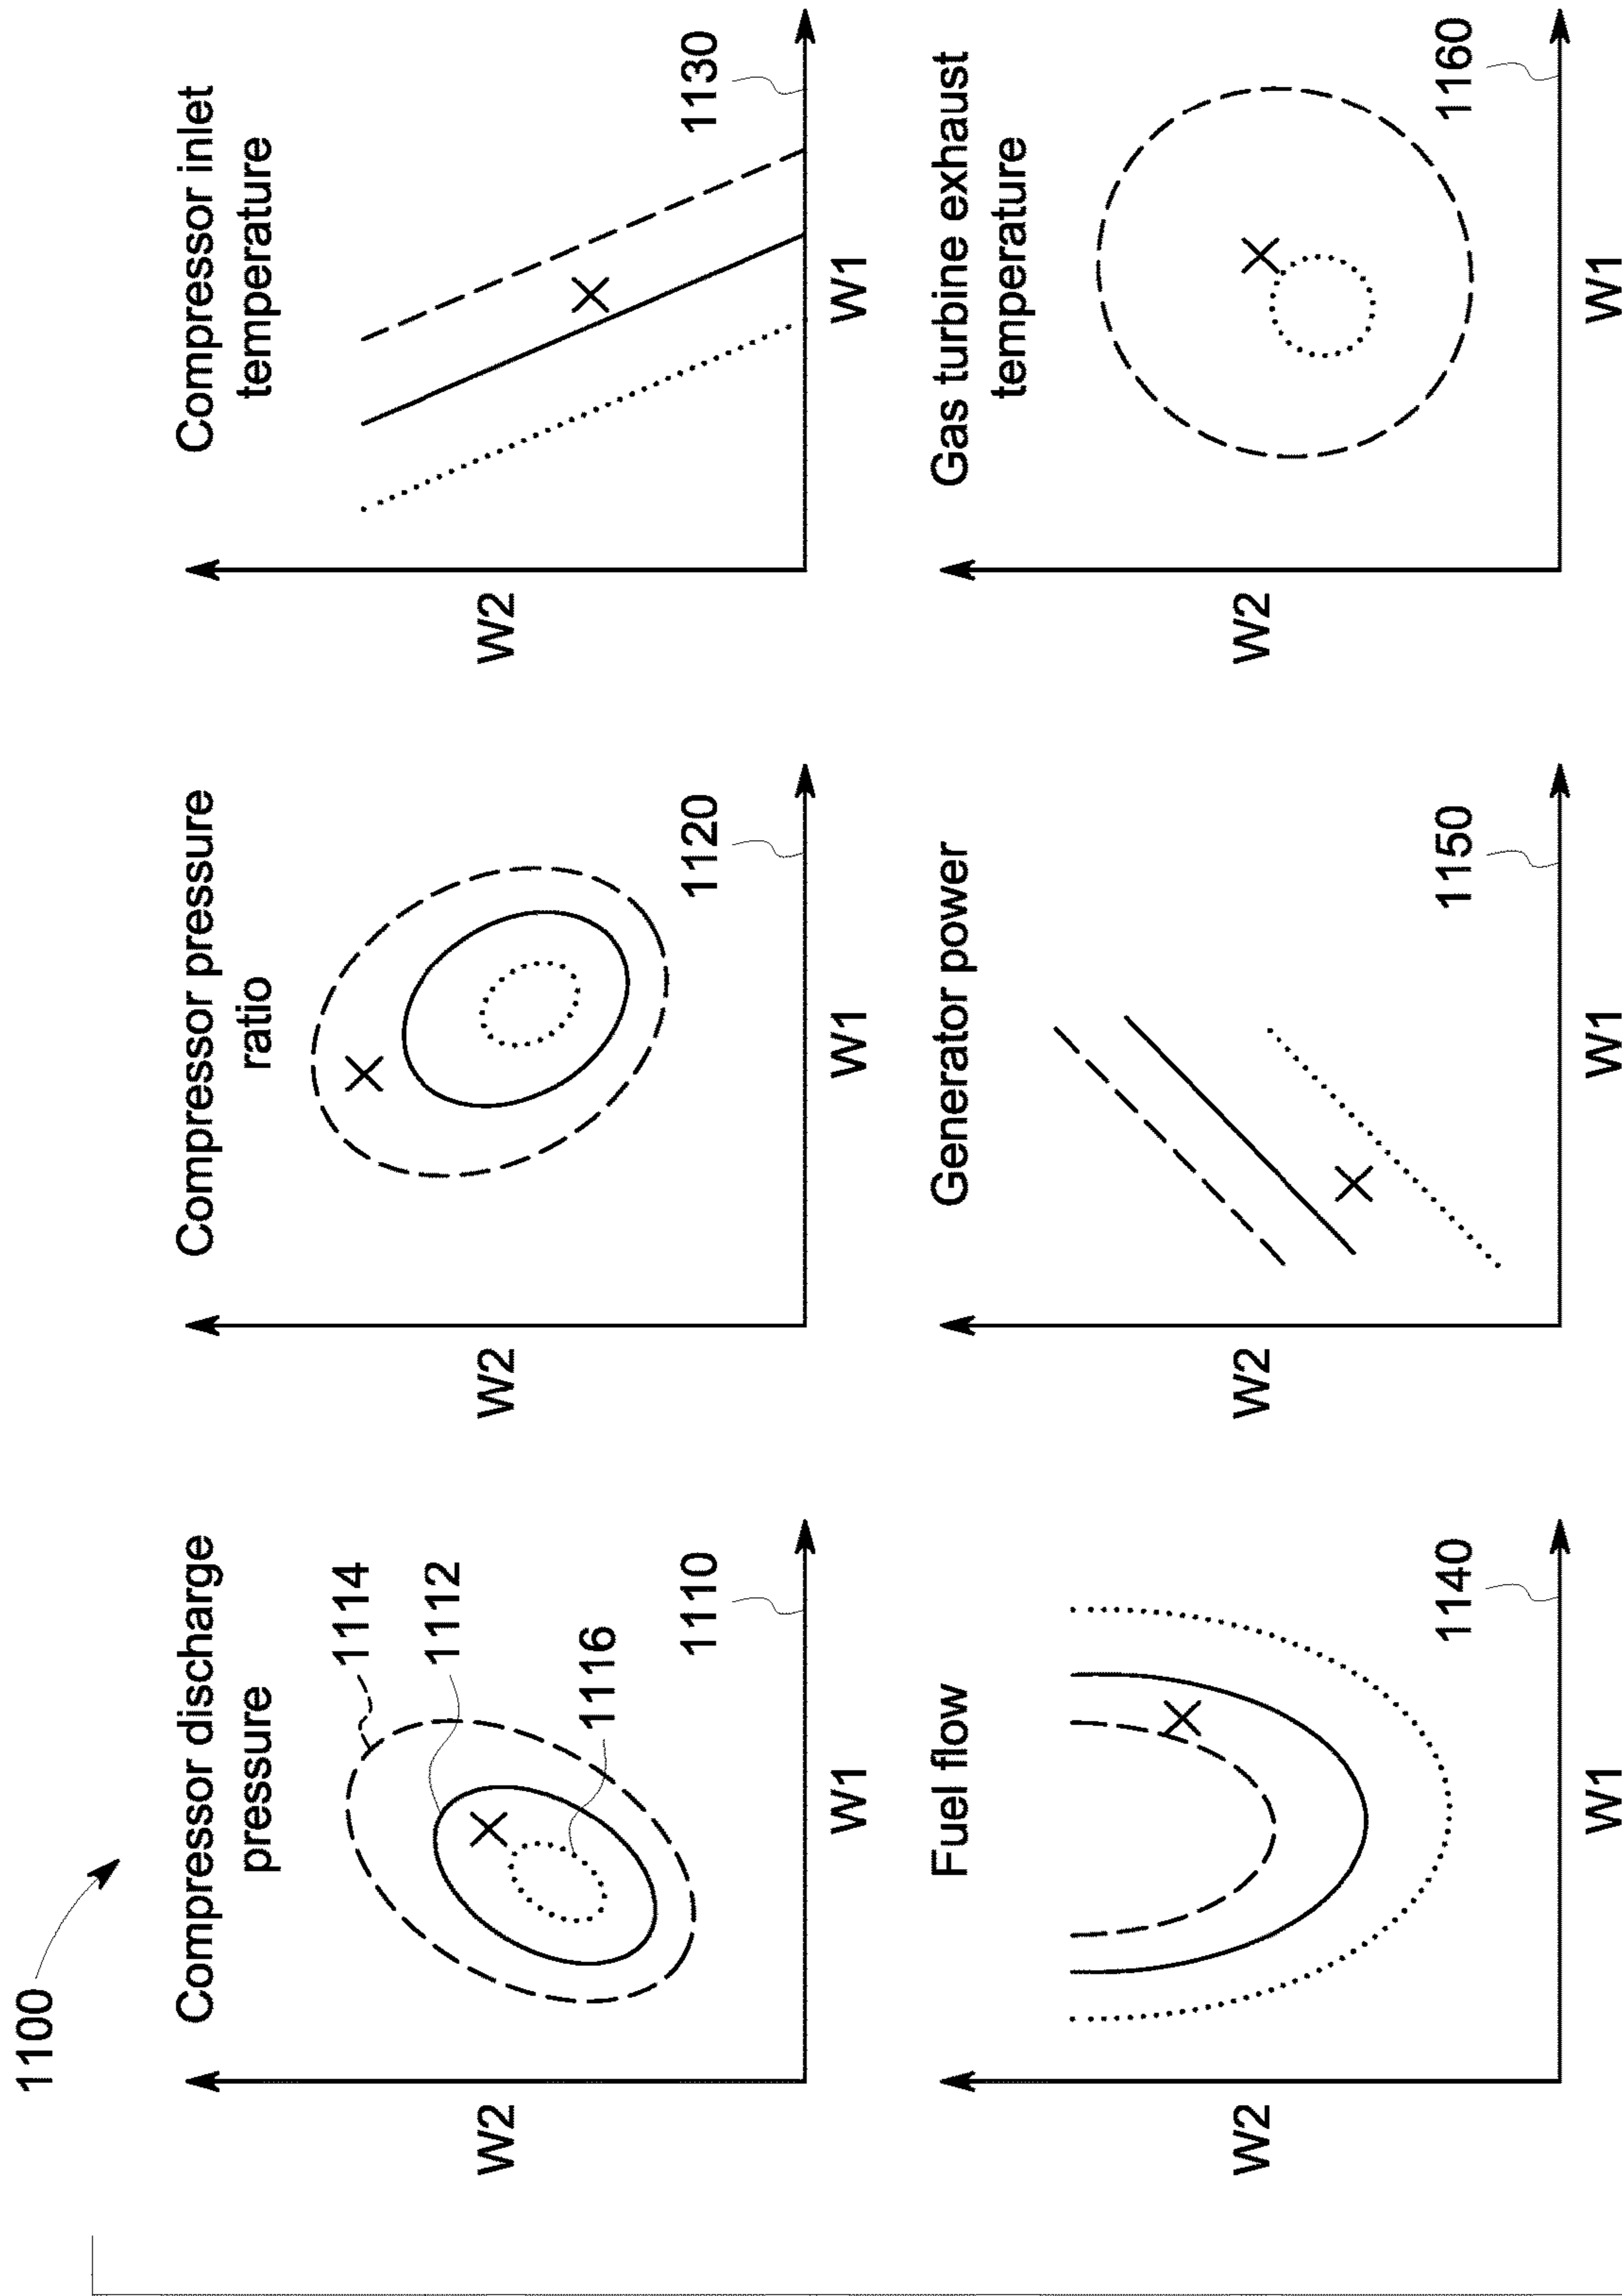 1100
Compressor discharge
pressure
1114
1112
1116
1110
W2
W1
Compressor pressure
ratio
1120
W2
W1
Compressor inlet
temperature
1130
W2
W1
Fuel flow
1140
W2
W1
Generator power
1150
W2
W1
Gas turbine exhaust
temperature
1160
W2
W1